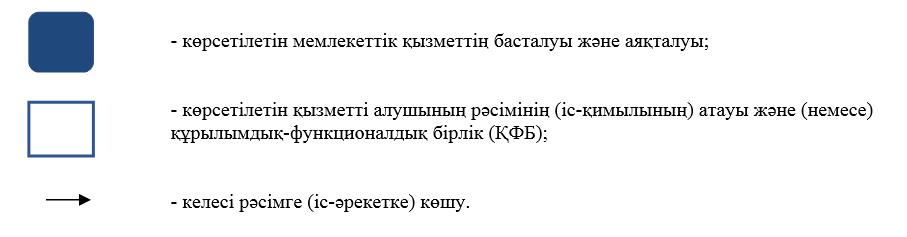 - көрсетілетін мемлекеттік қызметтің басталуы және аяқталуы;
- көрсетілетін қызметті алушының рәсімінің (іс-қимылының) атауы және (немесе)
құрылымдық-функционалдық бірлік (ҚФБ);
- келесі рәсімге (іс-әрекетке) көшу.